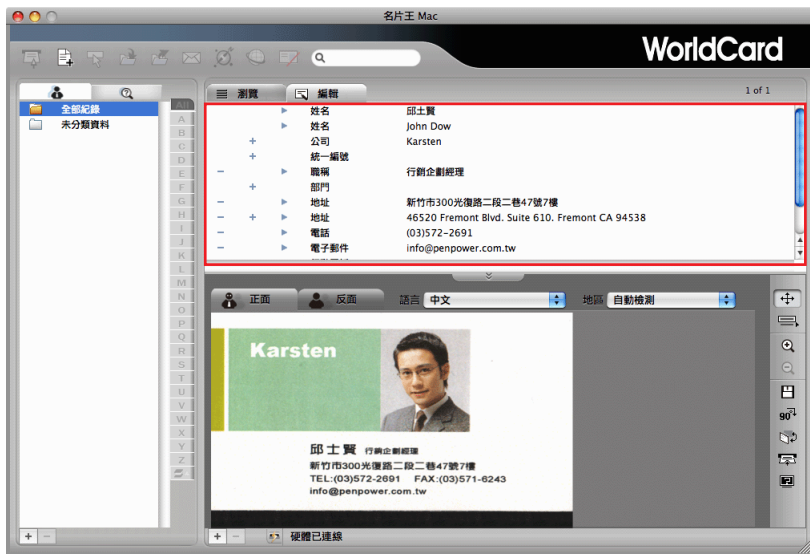 名片王 Mac
WorldCard
瀏覽
編輯
1 of 1
全部紀錄
未分類資料
All
A
B
C
D
E
F
G
H
I
J
K
L
M
N
O
P
Q
R
S
T
U
V
W
X
Y
Z
姓名 邱士賢
姓名 John Dow
公司 Karsten
統一編號
職稱 行銷企劃經理
部門
地址 新竹市300光復路二段二巷47號7樓
地址 46520 Fremont Blvd. Suite 610. Fremont CA 94538
電話 (03)572-2691
電子郵件 info@penpower.com.tw
正面
反面
語言 中文
地區 自動檢測
Karsten
邱士賢 行銷企劃經理
新竹市300光復路二段二巷47號7樓
TEL:(03)572-2691 FAX:(03)571-6243
info@penpower.com.tw
90°
硬體已連線